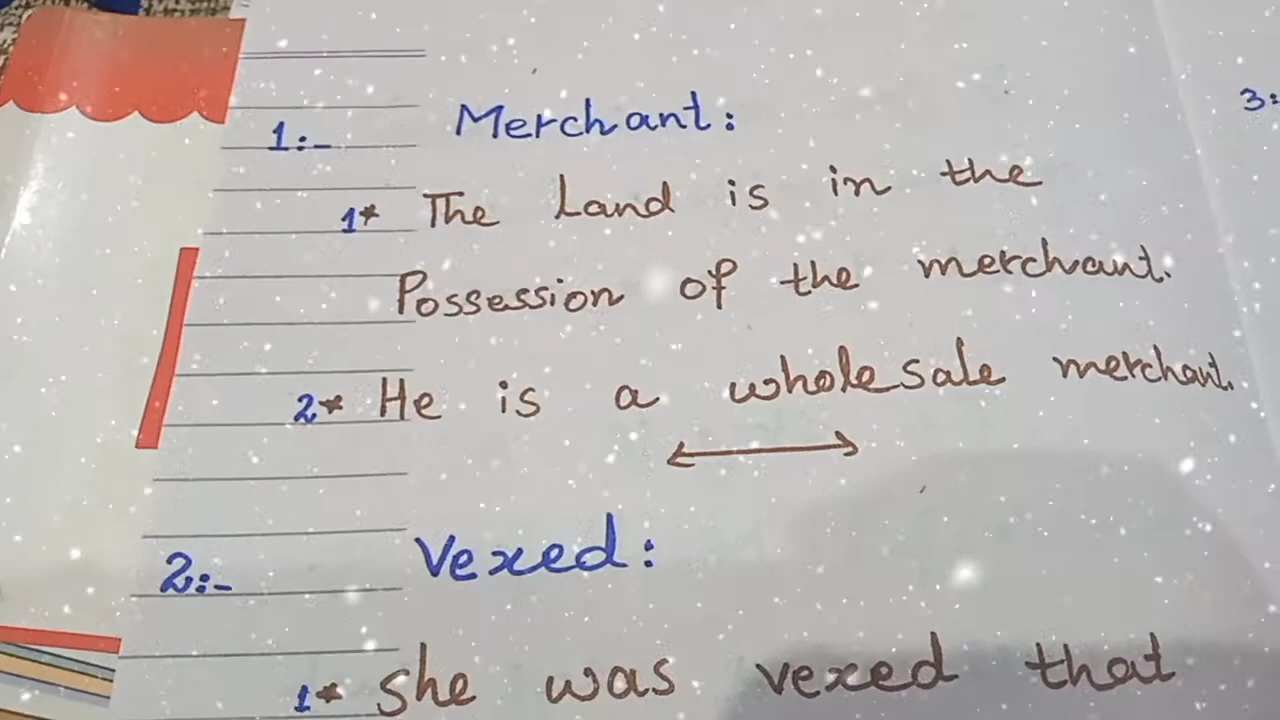 3:
1:- Merchant:
1* The Land is in the
Possession of the merchant.
2* He is a wholesale merchant.
2:- Vexed:
1* She was vexed that